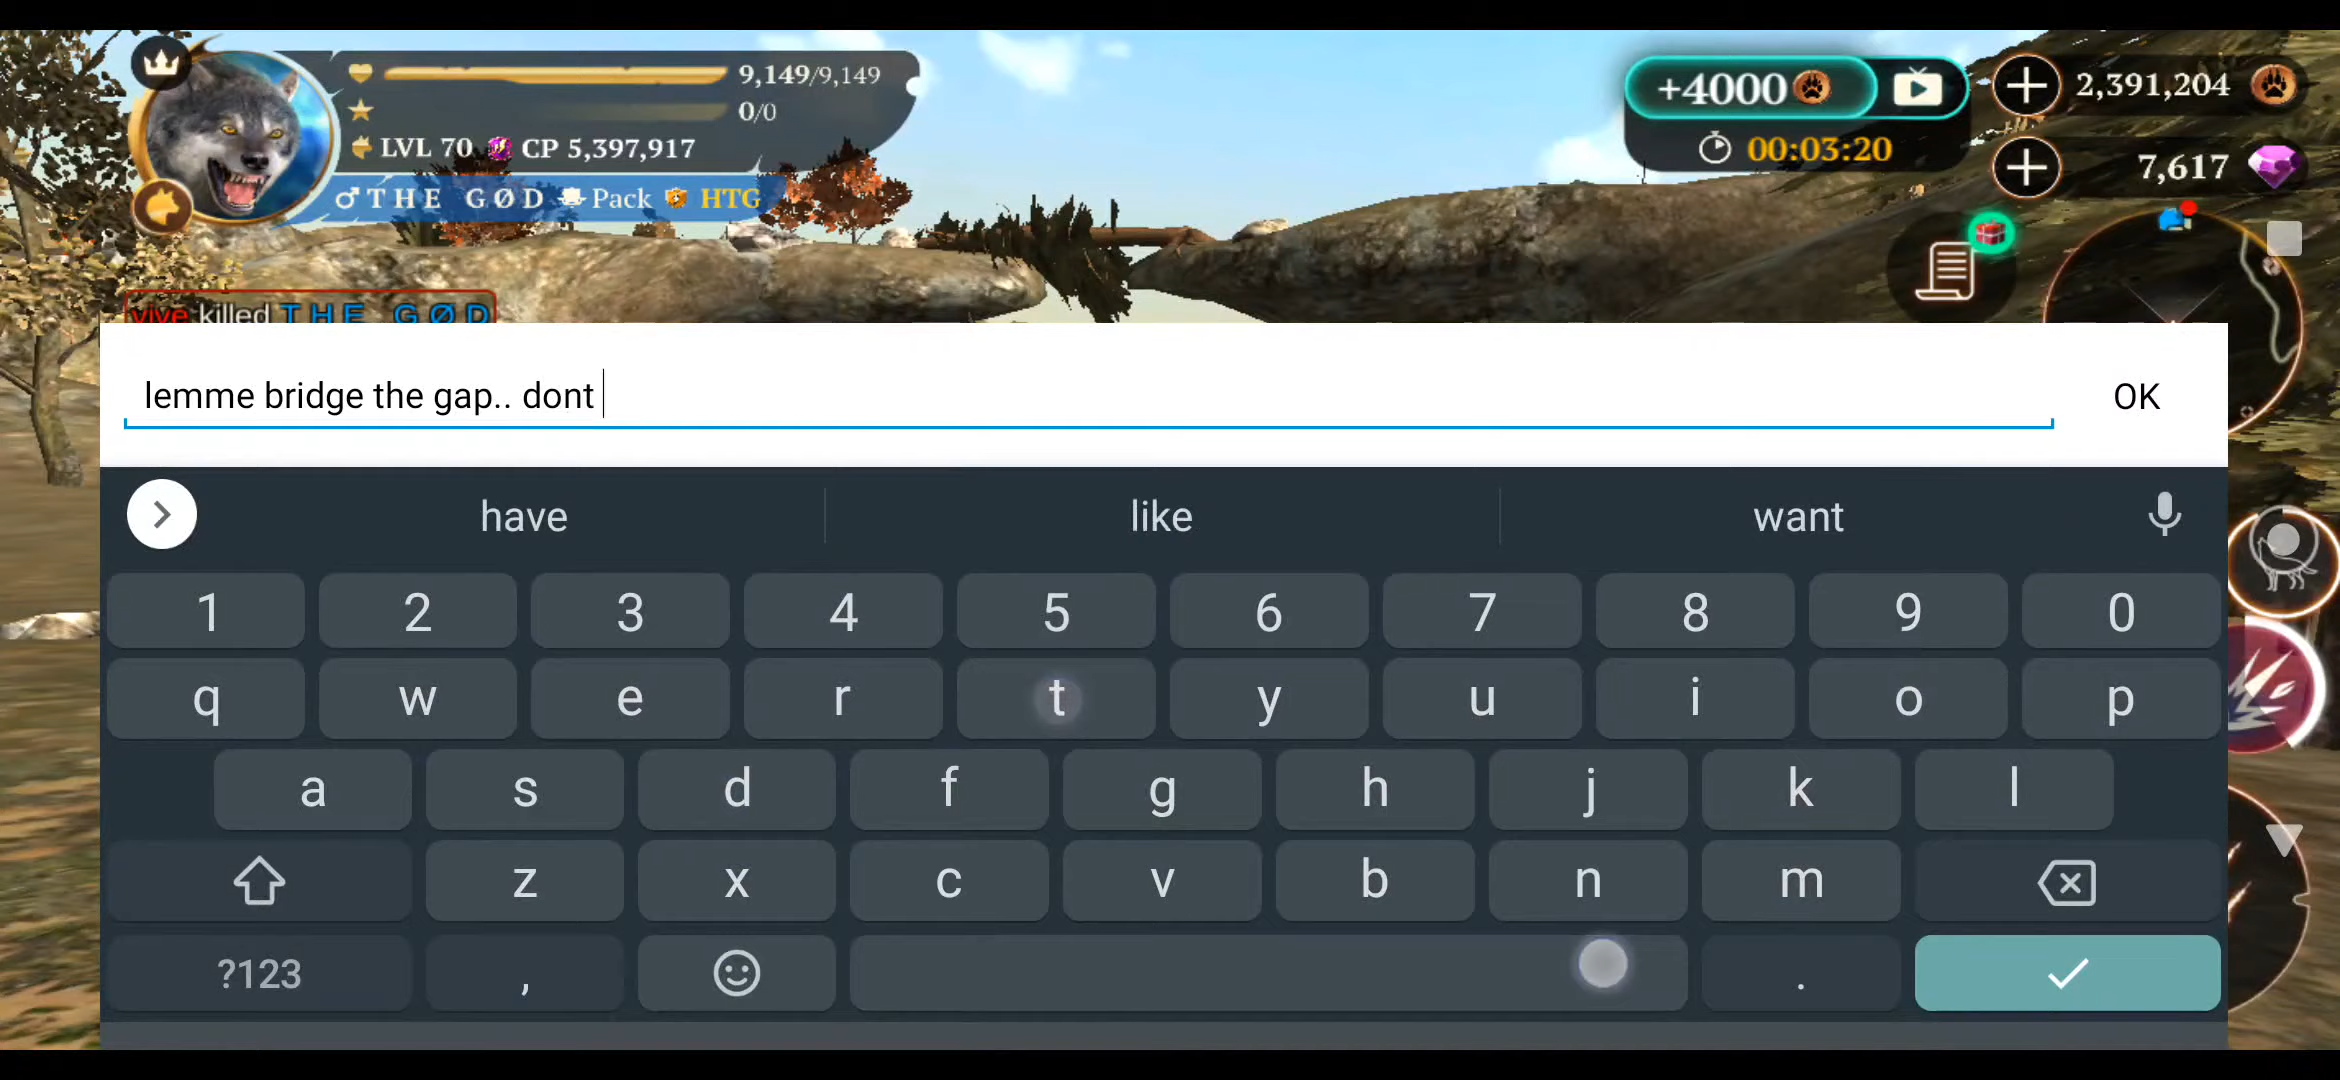 9,149/9,149
0/0
LVL 70 CP 5,397,917
♂THE GØD Pack HTG
+4000
00:03:20
2,391,204
7,617
vive killed THE GØD
lemme bridge the gap.. dont
OK
have like want
1 2 3 4 5 6 7 8 9 0
q w e r t y u i o p
a s d f g h j k l
z x c v b n m
?123 , .